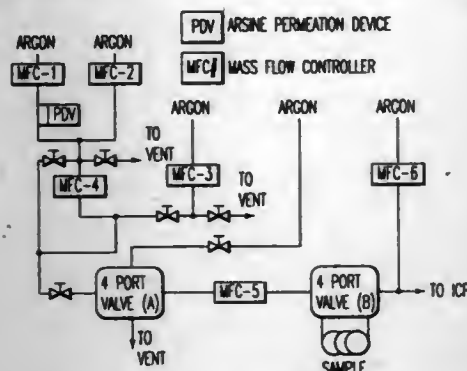 PDV ARSINE PERMEATION DEVICE
MFC# MASS FLOW CONTROLLER
ARGON ARGON
MFC-1 MFC-2
PDV
ARGON ARGON ARGON
TO
VENT
MFC-4 MFC-3 MFC-6
TO
VENT
4 PORT
VALVE (A)
MFC-5
4 PORT
VALVE (B)
TO ICP
TO
VENT
SAMPLE